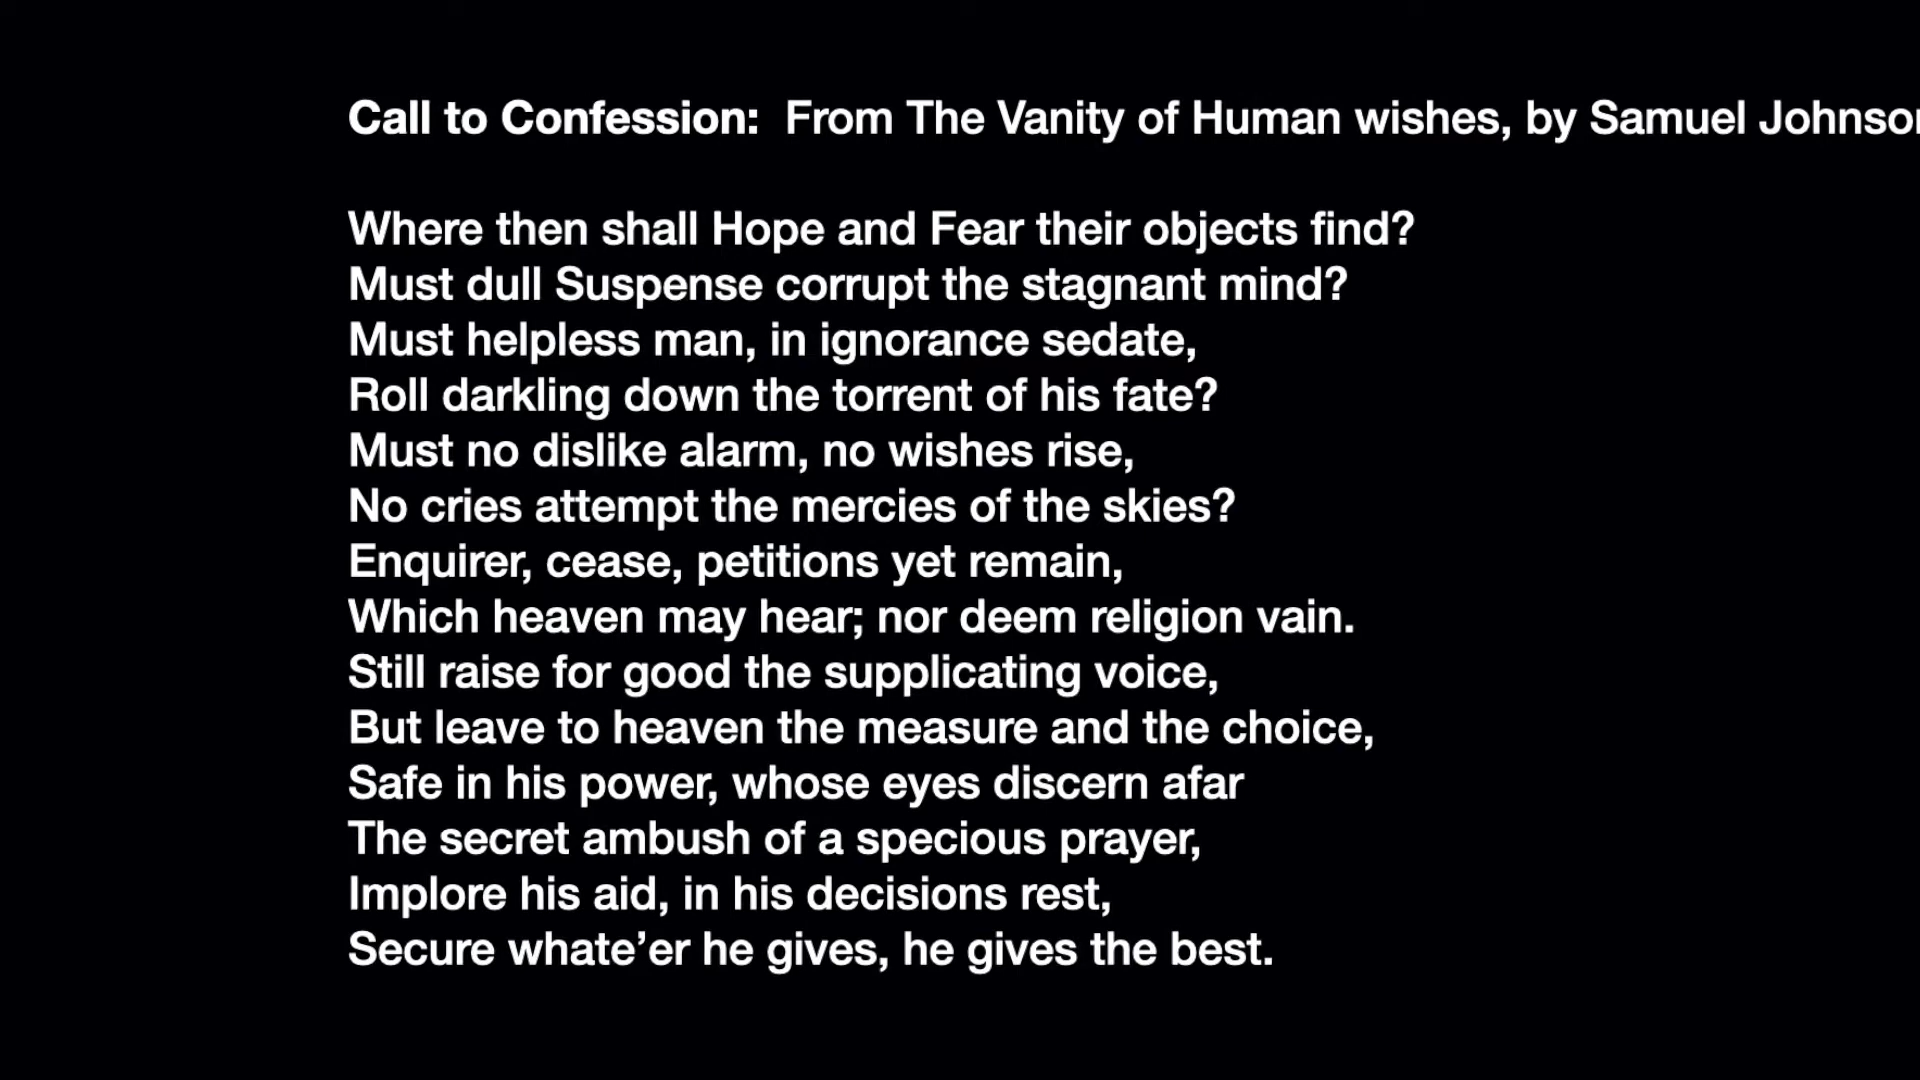 Call to Confession: From The Vanity of Human wishes, by Samuel Johnson
Where then shall Hope and Fear their objects find?
Must dull Suspense corrupt the stagnant mind?
Must helpless man, in ignorance sedate,
Roll darkling down the torrent of his fate?
Must no dislike alarm, no wishes rise,
No cries attempt the mercies of the skies?
Enquirer, cease, petitions yet remain,
Which heaven may hear; nor deem religion vain.
Still raise for good the supplicating voice,
But leave to heaven the measure and the choice,
Safe in his power, whose eyes discern afar
The secret ambush of a specious prayer,
Implore his aid, in his decisions rest,
Secure whate’er he gives, he gives the best.